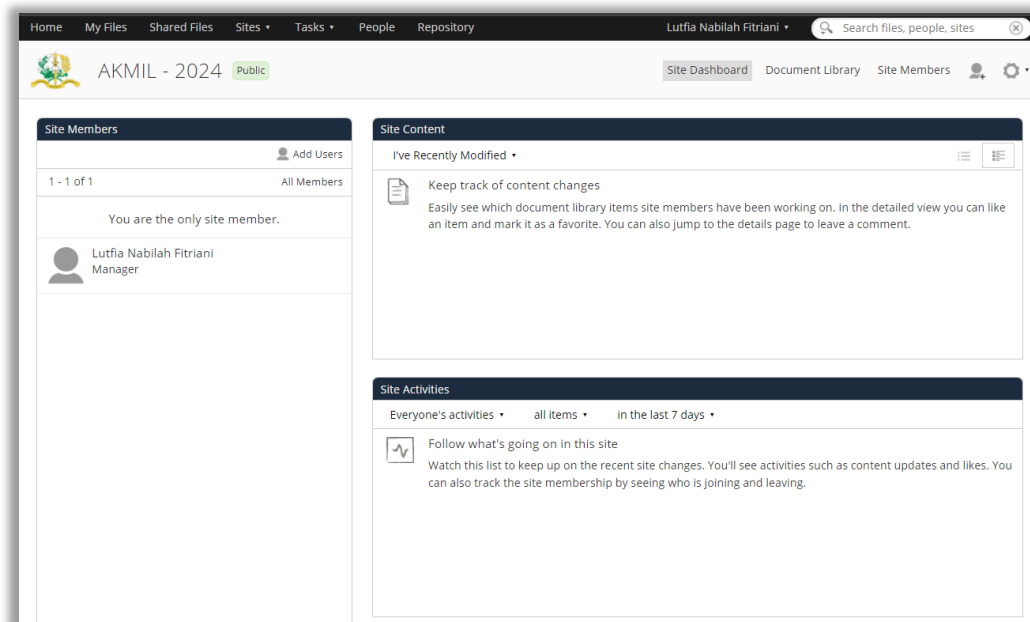 Home My Files Shared Files Sites Tasks People Repository Lutfia Nabilah Fitriani Search files, people, sites
AKMIL - 2024 Public Site Dashboard Document Library Site Members
Site Members
Add Users
1 - 1 of 1 All Members
You are the only site member.
Lutfia Nabilah Fitriani
Manager
Site Content
I've Recently Modified
Keep track of content changes
Easily see which document library items site members have been working on. In the detailed view you can like
an item and mark it as a favorite. You can also jump to the details page to leave a comment.
Site Activities
Everyone's activities all items in the last 7 days
Follow what's going on in this site
Watch this list to keep up on the recent site changes. You'll see activities such as content updates and likes. You
can also track the site membership by seeing who is joining and leaving.